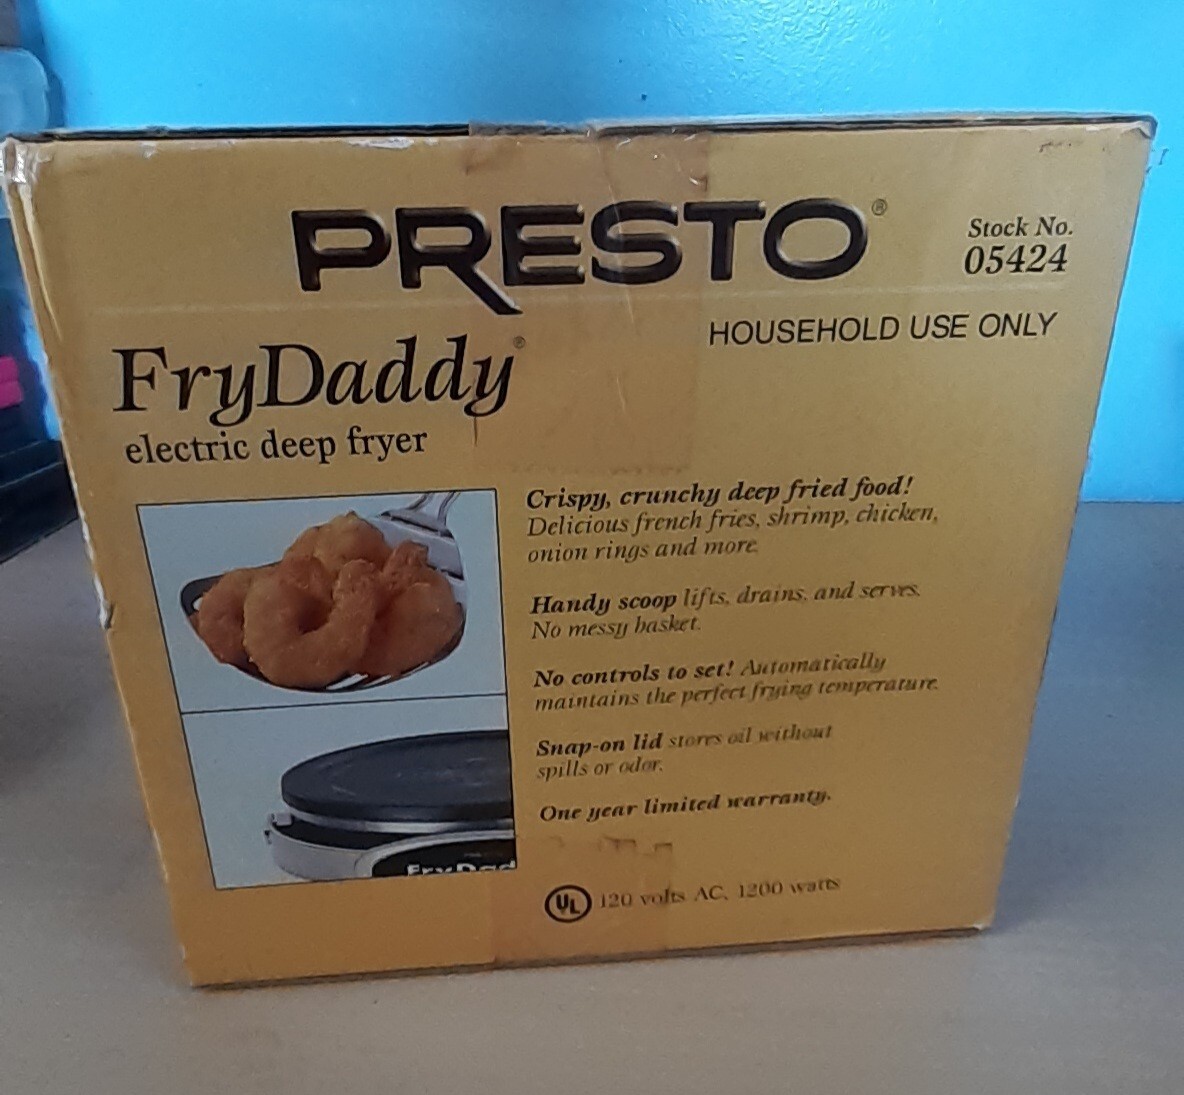 PRESTO®
Stock No.
05424
HOUSEHOLD USE ONLY
FryDaddy®
electric deep fryer
Crispy, crunchy deep fried food!
Delicious french fries, shrimp, chicken,
onion rings and more.
Handy scoop lifts, drains, and serves.
No messy basket.
No controls to set! Automatically
maintains the perfect frying temperature.
Snap-on lid stores oil without
spills or odor.
One year limited warranty.
FryDad
UL 120 volts AC, 1200 watts